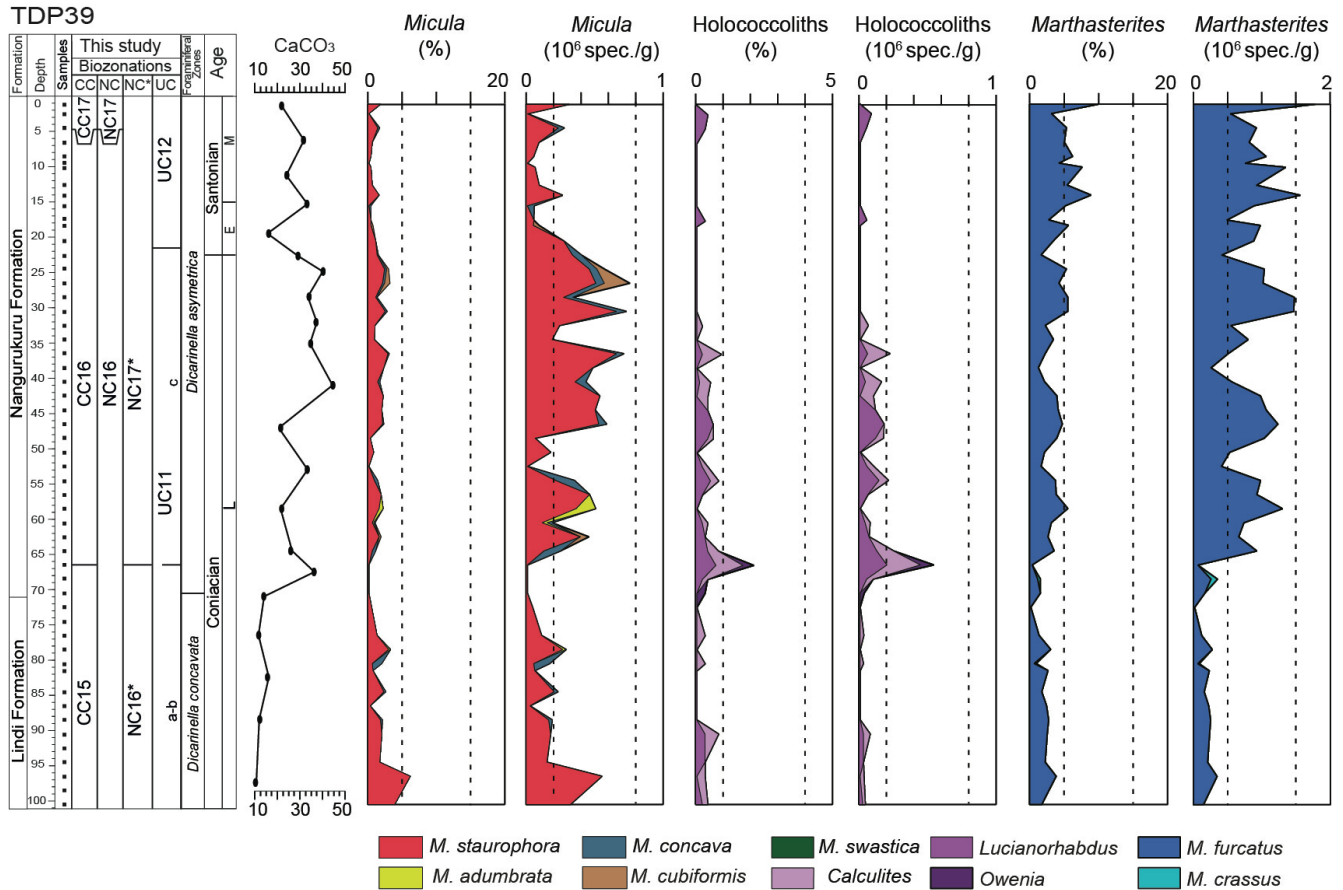 TDP39
Formation
Depth
Samples
This study
Biozonations
CC NC NC* UC
Foraminiferal Zones
Age
CaCO3
10 30 50
Micula
(%)
0 20
Micula
(10⁶ spec./g)
0 1
Holococcoliths
(%)
0 5
Holococcoliths
(10⁶ spec./g)
0 1
Marthasterites
(%)
0 20
Marthasterites
(10⁶ spec./g)
0 2
Nangurukuru Formation
Lindi Formation
0
5
10
15
20
25
30
35
40
45
50
55
60
65
70
75
80
85
90
95
100
CC17
CC16
CC15
NC17
NC16
NC17*
NC16*
UC12
UC11
c
a-b
Dicarinella asymetrica
Dicarinella concavata
Santonian
Coniacian
M
E
L
10 30 50
M. staurophora
M. concava
M. swastica
Lucianorhabdus
M. furcatus
M. adumbrata
M. cubiformis
Calculites
Owenia
M. crassus